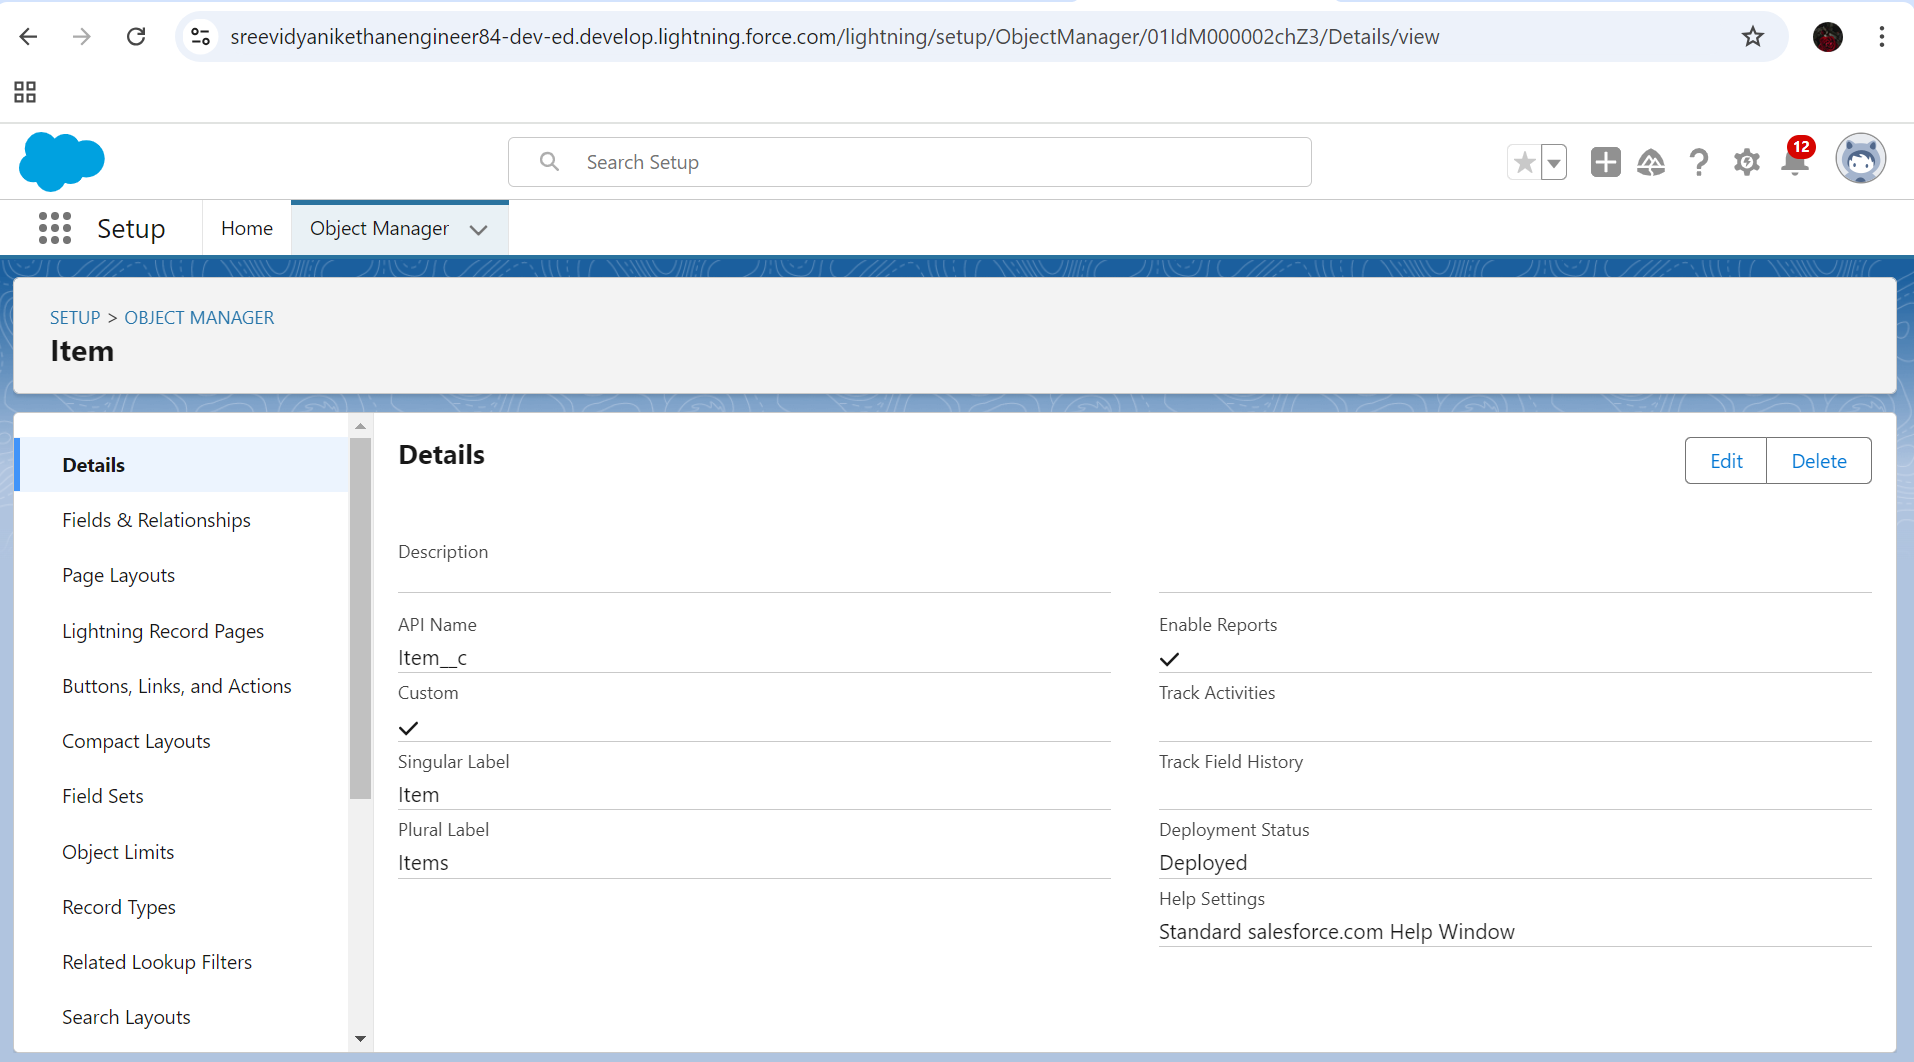 sreevidyanikethanengineer84-dev-ed.develop.lightning.force.com/lightning/setup/ObjectManager/01IdM000002chZ3/Details/view
Search Setup
12
Setup
Home
Object Manager
SETUP > OBJECT MANAGER
Item
Details
Fields & Relationships
Page Layouts
Lightning Record Pages
Buttons, Links, and Actions
Compact Layouts
Field Sets
Object Limits
Record Types
Related Lookup Filters
Search Layouts
Details
Edit
Delete
Description
API Name
Item__c
Custom
Singular Label
Item
Plural Label
Items
Enable Reports
Track Activities
Track Field History
Deployment Status
Deployed
Help Settings
Standard salesforce.com Help Window